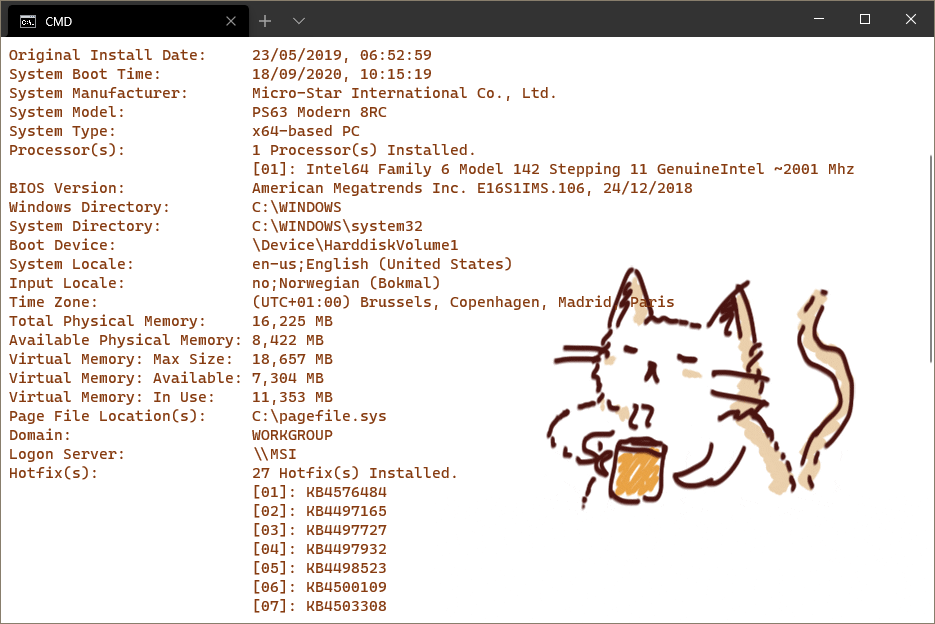 CMD
Original Install Date: 23/05/2019, 06:52:59
System Boot Time: 18/09/2020, 10:15:19
System Manufacturer: Micro-Star International Co., Ltd.
System Model: PS63 Modern 8RC
System Type: x64-based PC
Processor(s): 1 Processor(s) Installed.
[01]: Intel64 Family 6 Model 142 Stepping 11 GenuineIntel ~2001 Mhz
BIOS Version: American Megatrends Inc. E16S1IMS.106, 24/12/2018
Windows Directory: C:\WINDOWS
System Directory: C:\WINDOWS\system32
Boot Device: \Device\HarddiskVolume1
System Locale: en-us;English (United States)
Input Locale: no;Norwegian (Bokmal)
Time Zone: (UTC+01:00) Brussels, Copenhagen, Madrid, Paris
Total Physical Memory: 16,225 MB
Available Physical Memory: 8,422 MB
Virtual Memory: Max Size: 18,657 MB
Virtual Memory: Available: 7,304 MB
Virtual Memory: In Use: 11,353 MB
Page File Location(s): C:\pagefile.sys
Domain: WORKGROUP
Logon Server: \\MSI
Hotfix(s): 27 Hotfix(s) Installed.
[01]: KB4576484
[02]: KB4497165
[03]: KB4497727
[04]: KB4497932
[05]: KB4498523
[06]: KB4500109
[07]: KB4503308